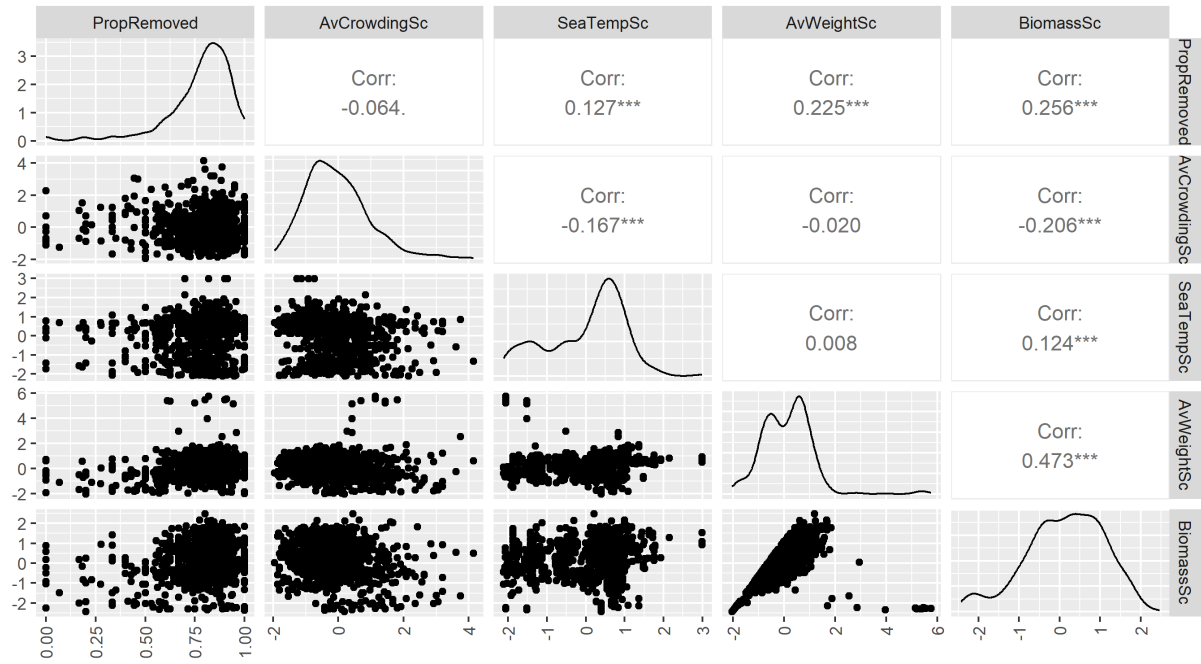 PropRemoved AvCrowdingSc SeaTempSc AvWeightSc BiomassSc
3
2
1
0
Corr:
-0.064.
Corr:
0.127***
Corr:
0.225***
Corr:
0.256***
PropRemoved
4
2
0
-2
Corr:
-0.167***
Corr:
-0.020
Corr:
-0.206***
AvCrowdingSc
3
2
1
0
-1
-2
Corr:
0.008
Corr:
0.124***
SeaTempSc
6
4
2
0
-2
Corr:
0.473***
AvWeightSc
2
1
0
-1
-2
BiomassSc
0.00 0.25 0.50 0.75 1.00
-2 0 2 4
-2 -1 0 1 2 3
-2 0 2 4 6
-2 -1 0 1 2